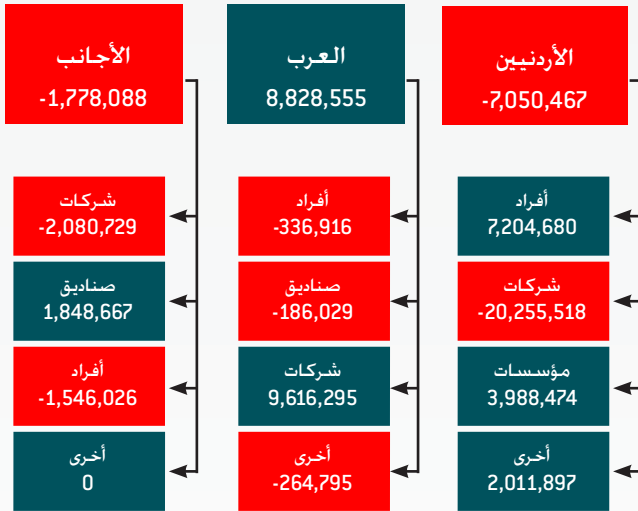 الأردنيين
-7,050,467
أفراد
7,204,680
شركات
-20,255,518
مؤسسات
3,988,474
أخرى
2,011,897
العرب
8,828,555
أفراد
-336,916
صناديق
-186,029
شركات
9,616,295
أخرى
-264,795
الأجانب
-1,778,088
شركات
-2,080,729
صناديق
1,848,667
أفراد
-1,546,026
أخرى
0